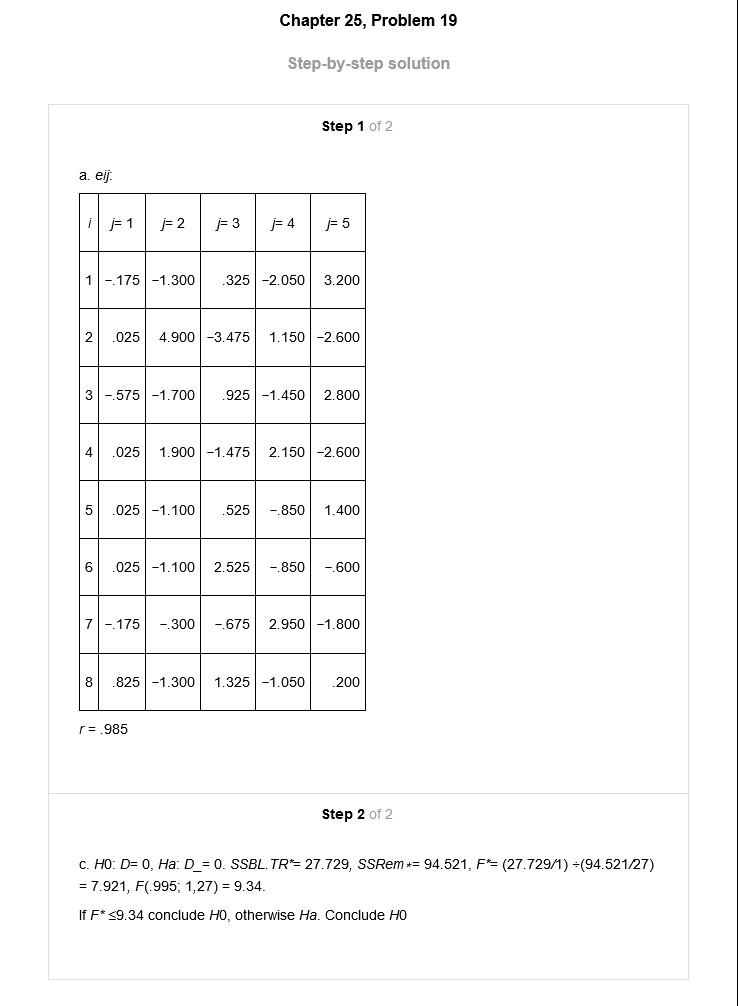 Chapter 25, Problem 19
Step-by-step solution
Step 1 of 2
a. eij:
i j= 1 j= 2 j= 3 j= 4 j= 5
1 −.175 −1.300 .325 −2.050 3.200
2 .025 4.900 −3.475 1.150 −2.600
3 −.575 −1.700 .925 −1.450 2.800
4 .025 1.900 −1.475 2.150 −2.600
5 .025 −1.100 .525 −.850 1.400
6 .025 −1.100 2.525 −.850 −.600
7 −.175 −.300 −.675 2.950 −1.800
8 .825 −1.300 1.325 −1.050 .200
r = .985
Step 2 of 2
c. H0: D= 0, Ha: D_= 0. SSBL.TR*= 27.729, SSRem*= 94.521, F*= (27.729/1) ÷(94.521/27)
= 7.921, F(.995; 1,27) = 9.34.
If F* ≤9.34 conclude H0, otherwise Ha. Conclude H0